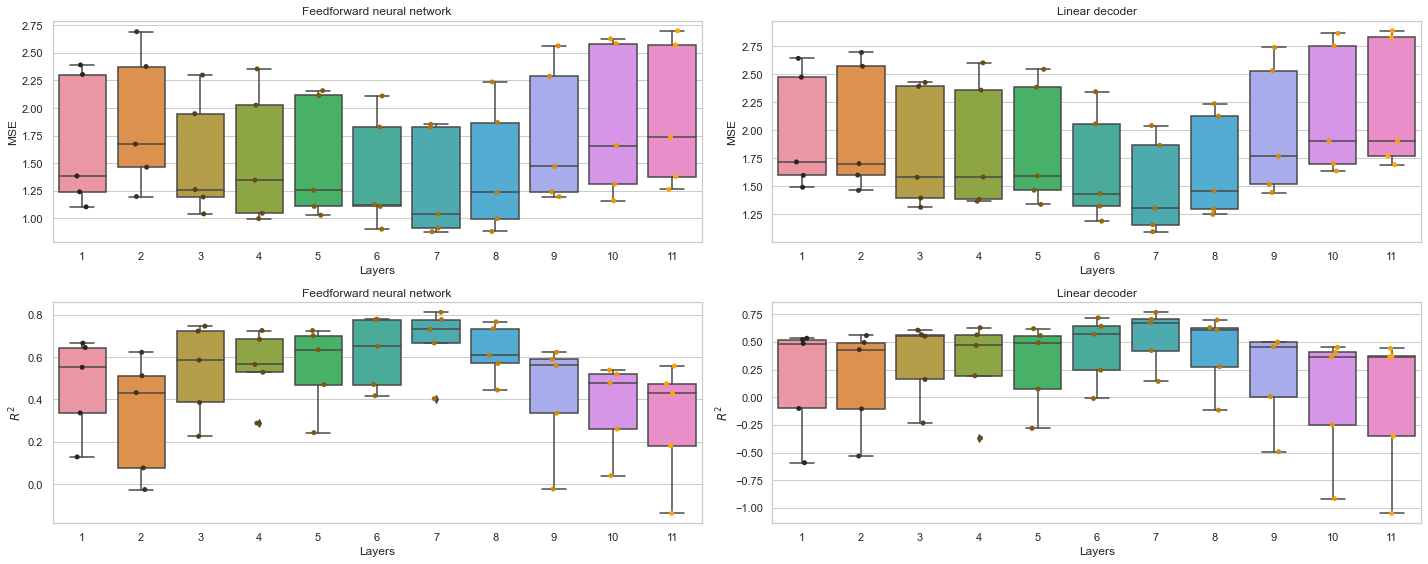 Feedforward neural network
MSE
2.75
2.50
2.25
2.00
1.75
1.50
1.25
1.00
1 2 3 4 5 6 7 8 9 10 11
Layers
Linear decoder
MSE
2.75
2.50
2.25
2.00
1.75
1.50
1.25
1 2 3 4 5 6 7 8 9 10 11
Layers
Feedforward neural network
R²
0.8
0.6
0.4
0.2
0.0
1 2 3 4 5 6 7 8 9 10 11
Layers
Linear decoder
R²
0.75
0.50
0.25
0.00
−0.25
−0.50
−0.75
−1.00
1 2 3 4 5 6 7 8 9 10 11
Layers